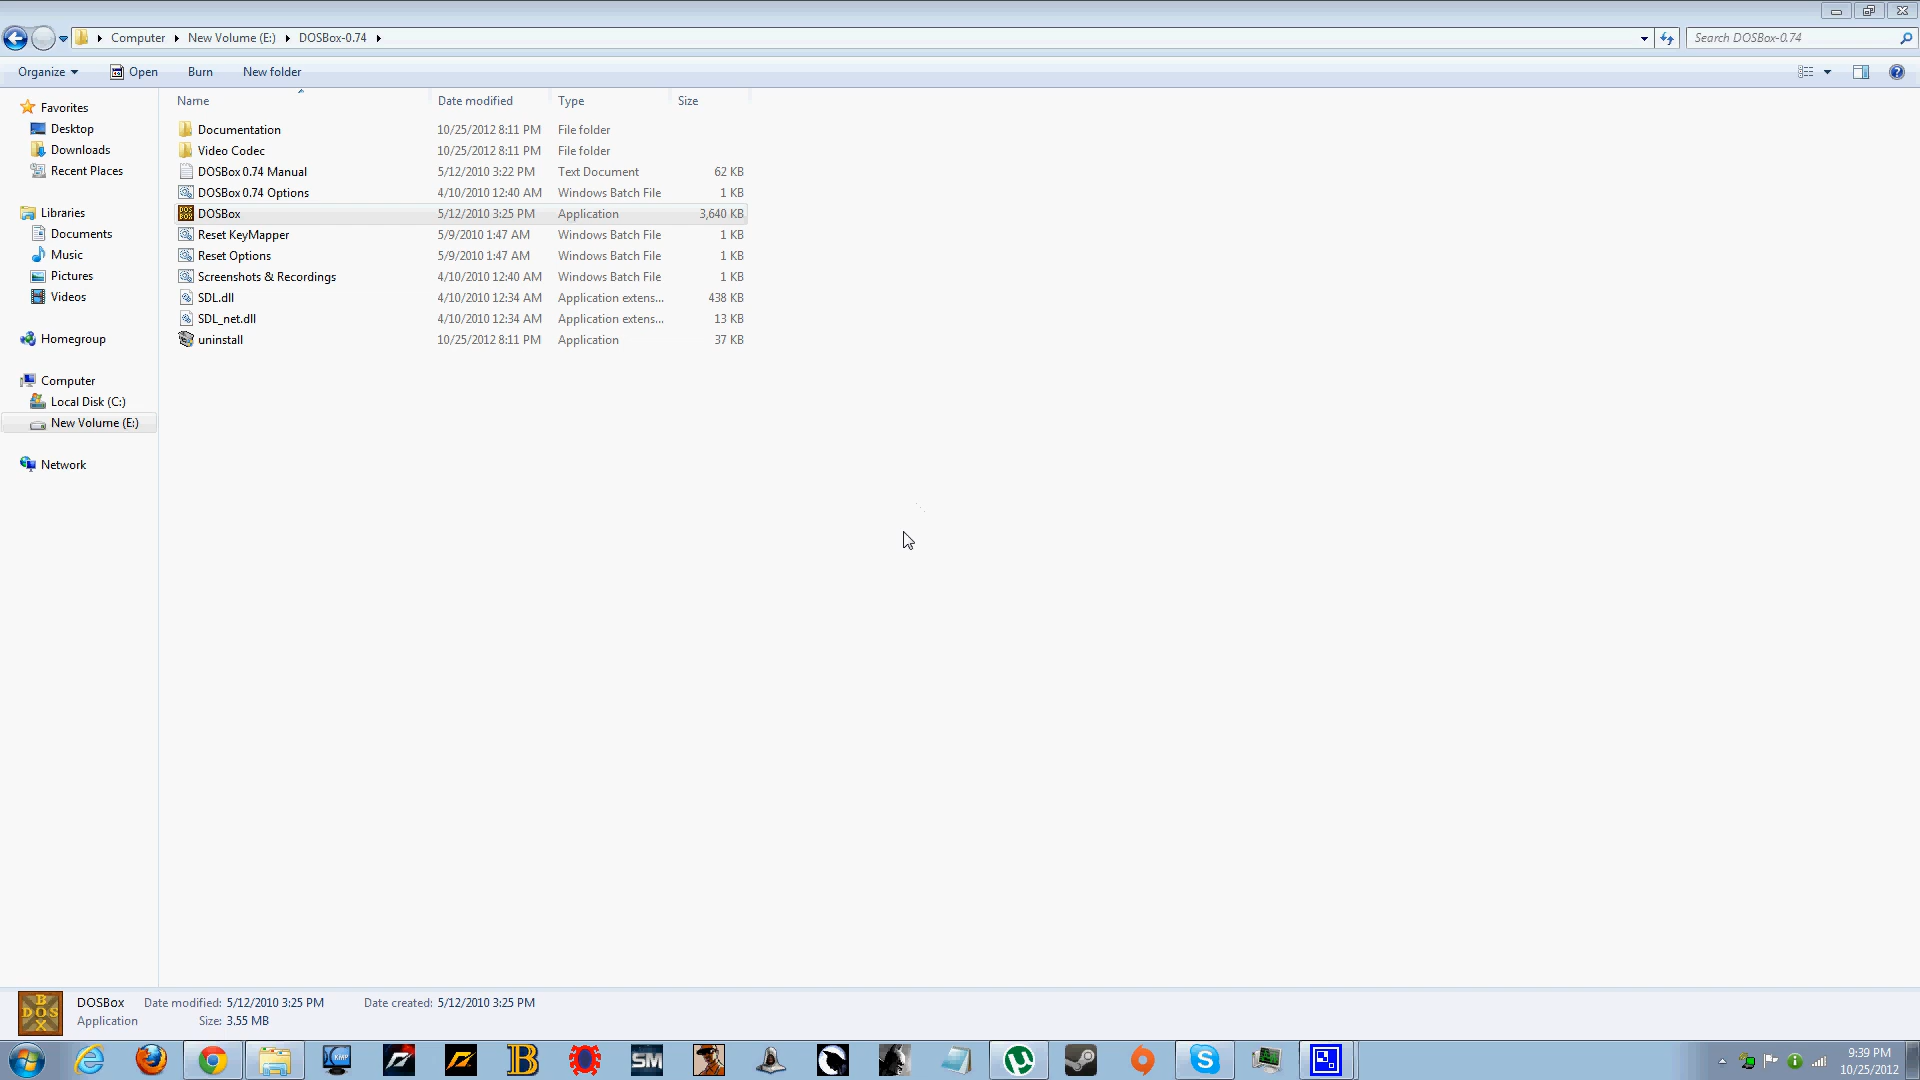 Computer New Volume (E:) DOSBox-0.74 Search DOSBox-0.74
Organize Open Burn New folder
Name Date modified Type Size
Favorites
Desktop
Downloads
Recent Places
Libraries
Documents
Music
Pictures
Videos
Homegroup
Computer
Local Disk (C:)
New Volume (E:)
Network
Documentation 10/25/2012 8:11 PM File folder
Video Codec 10/25/2012 8:11 PM File folder
DOSBox 0.74 Manual 5/12/2010 3:22 PM Text Document 62 KB
DOSBox 0.74 Options 4/10/2010 12:40 AM Windows Batch File 1 KB
DOSBox 5/12/2010 3:25 PM Application 3,640 KB
Reset KeyMapper 5/9/2010 1:47 AM Windows Batch File 1 KB
Reset Options 5/9/2010 1:47 AM Windows Batch File 1 KB
Screenshots & Recordings 4/10/2010 12:40 AM Windows Batch File 1 KB
SDL.dll 4/10/2010 12:34 AM Application extens... 438 KB
SDL_net.dll 4/10/2010 12:34 AM Application extens... 13 KB
uninstall 10/25/2012 8:11 PM Application 37 KB
DOSBox Date modified: 5/12/2010 3:25 PM Date created: 5/12/2010 3:25 PM
Application Size: 3.55 MB
KMP B SM S
9:39 PM
10/25/2012